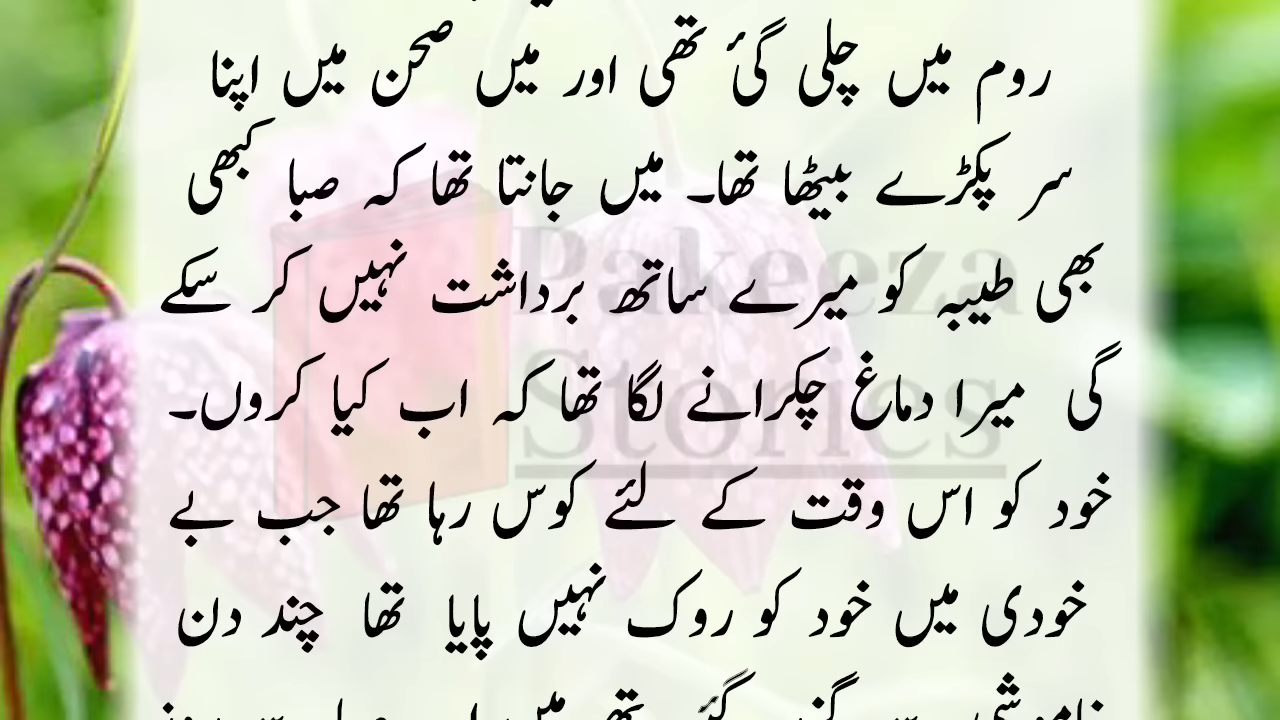 روم میں چلی گئ تھی اور میں صحن میں اپنا
سر پکڑے بیٹھا تھا۔ میں جانتا تھا کہ صبا کبھی
بھی طیبہ کو میرے ساتھ برداشت نہیں کر سکے
گی میرا دماغ چکرانے لگا تھا کہ اب کیا کروں۔
خود کو اس وقت کے لئے کوس رہا تھا جب بے
خودی میں خود کو روک نہیں پایا تھا چند دن
Pakeeza
Stories